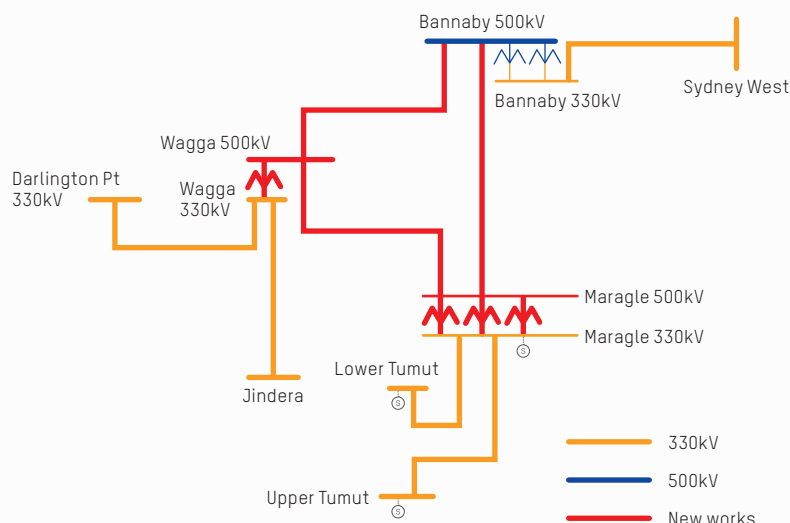 Bannaby 500kV
Sydney West
Bannaby 330kV
Wagga 500kV
Darlington Pt
330kV
Wagga
330kV
Maragle 500kV
Maragle 330kV
S
Lower Tumut
S
Jindera
330kV
500kV
Upper Tumut
S
New works